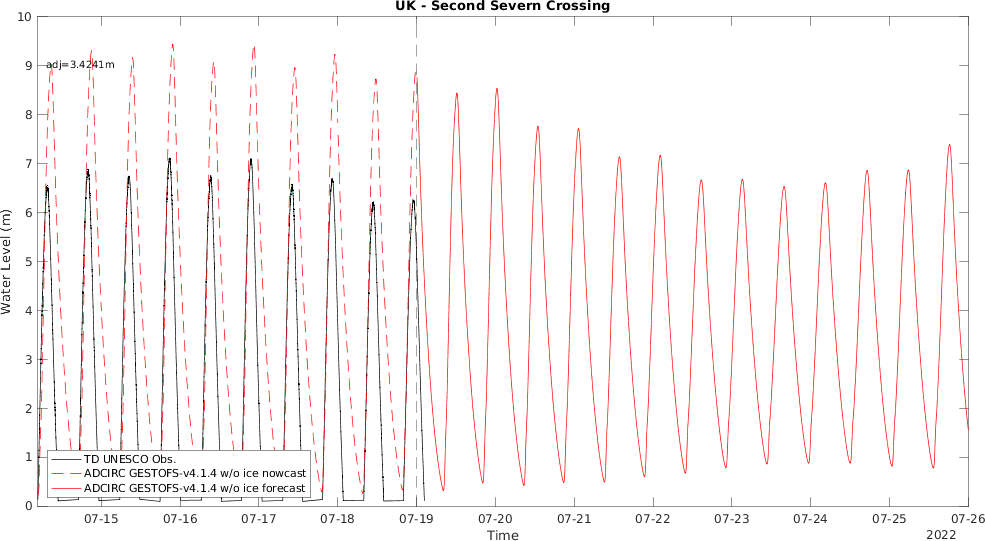 UK - Second Severn Crossing
10
9
8
7
6
5
4
3
2
1
0
Water Level (m)
adj=3.4241m
TD UNESCO Obs.
ADCIRC GESTOFS-v4.1.4 w/o ice nowcast
ADCIRC GESTOFS-v4.1.4 w/o ice forecast
07-15 07-16 07-17 07-18 07-19 07-20 07-21 07-22 07-23 07-24 07-25 07-26
Time
2022